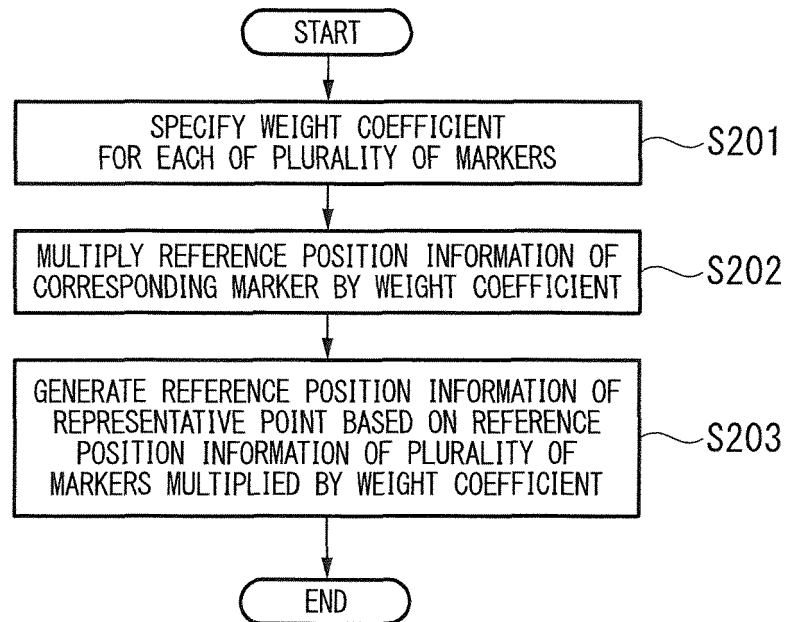 START
SPECIFY WEIGHT COEFFICIENT
FOR EACH OF PLURALITY OF MARKERS
S201
MULTIPLY REFERENCE POSITION INFORMATION OF
CORRESPONDING MARKER BY WEIGHT COEFFICIENT
S202
GENERATE REFERENCE POSITION INFORMATION OF
REPRESENTATIVE POINT BASED ON REFERENCE
POSITION INFORMATION OF PLURALITY OF
MARKERS MULTIPLIED BY WEIGHT COEFFICIENT
S203
END